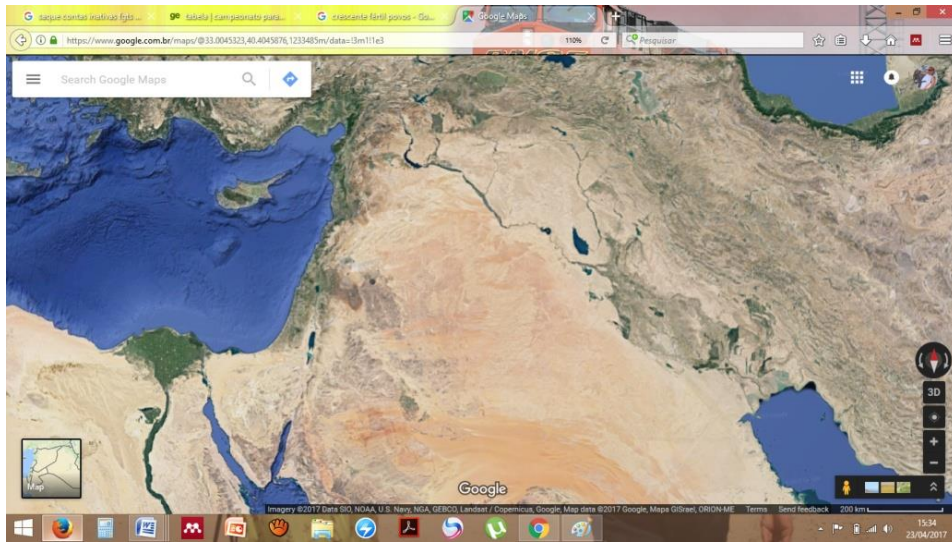 saque contas inativas fgts ...
tabela | campeonato para...
crescente fértil povos - Go...
Google Maps
https://www.google.com.br/maps/@33.0045323,40.4045876,1233485m/data=!3m1!1e3
110%
Pesquisar
Search Google Maps
3D
Map
Google
Imagery ©2017 Data SIO, NOAA, U.S. Navy, NGA, GEBCO, Landsat / Copernicus, Google, Map data ©2017 Google, Mapa GISrael, ORION-ME Terms Send feedback 200 km
15:34
23/04/2017